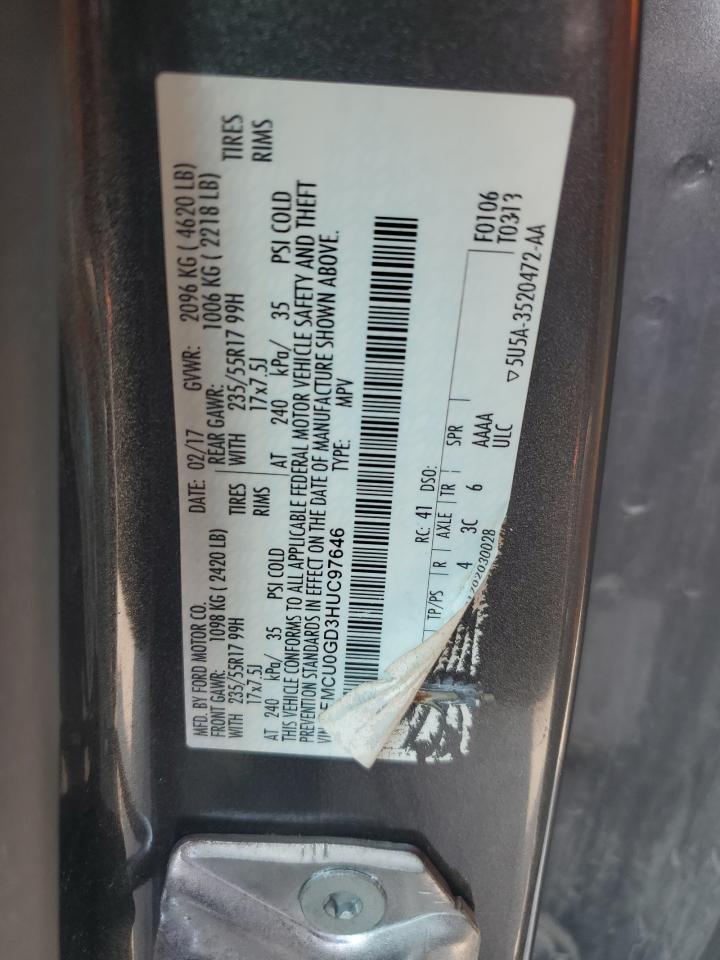 MFD. BY FORD MOTOR CO.
DATE: 02/17 GVWR: 2096 KG ( 4620 LB)
FRONT GAWR: 1098 KG ( 2420 LB) REAR GAWR: 1006 KG ( 2218 LB)
WITH 235/55R17 99H TIRES WITH 235/55R17 99H TIRES
17x7.5J RIMS 17x7.5J RIMS
AT 240 kPa/ 35 PSI COLD AT 240 kPa/ 35 PSI COLD
THIS VEHICLE CONFORMS TO ALL APPLICABLE FEDERAL MOTOR VEHICLE SAFETY AND THEFT
PREVENTION STANDARDS IN EFFECT ON THE DATE OF MANUFACTURE SHOWN ABOVE.
VIN: FMCU0GD3HUC97646 TYPE: MPV
RC: 41 DSO: F0106
T0313
TP/PS R AXLE TR SPR
4 3C 6 AAAA
ULC
▽5U5A-3520472-AA